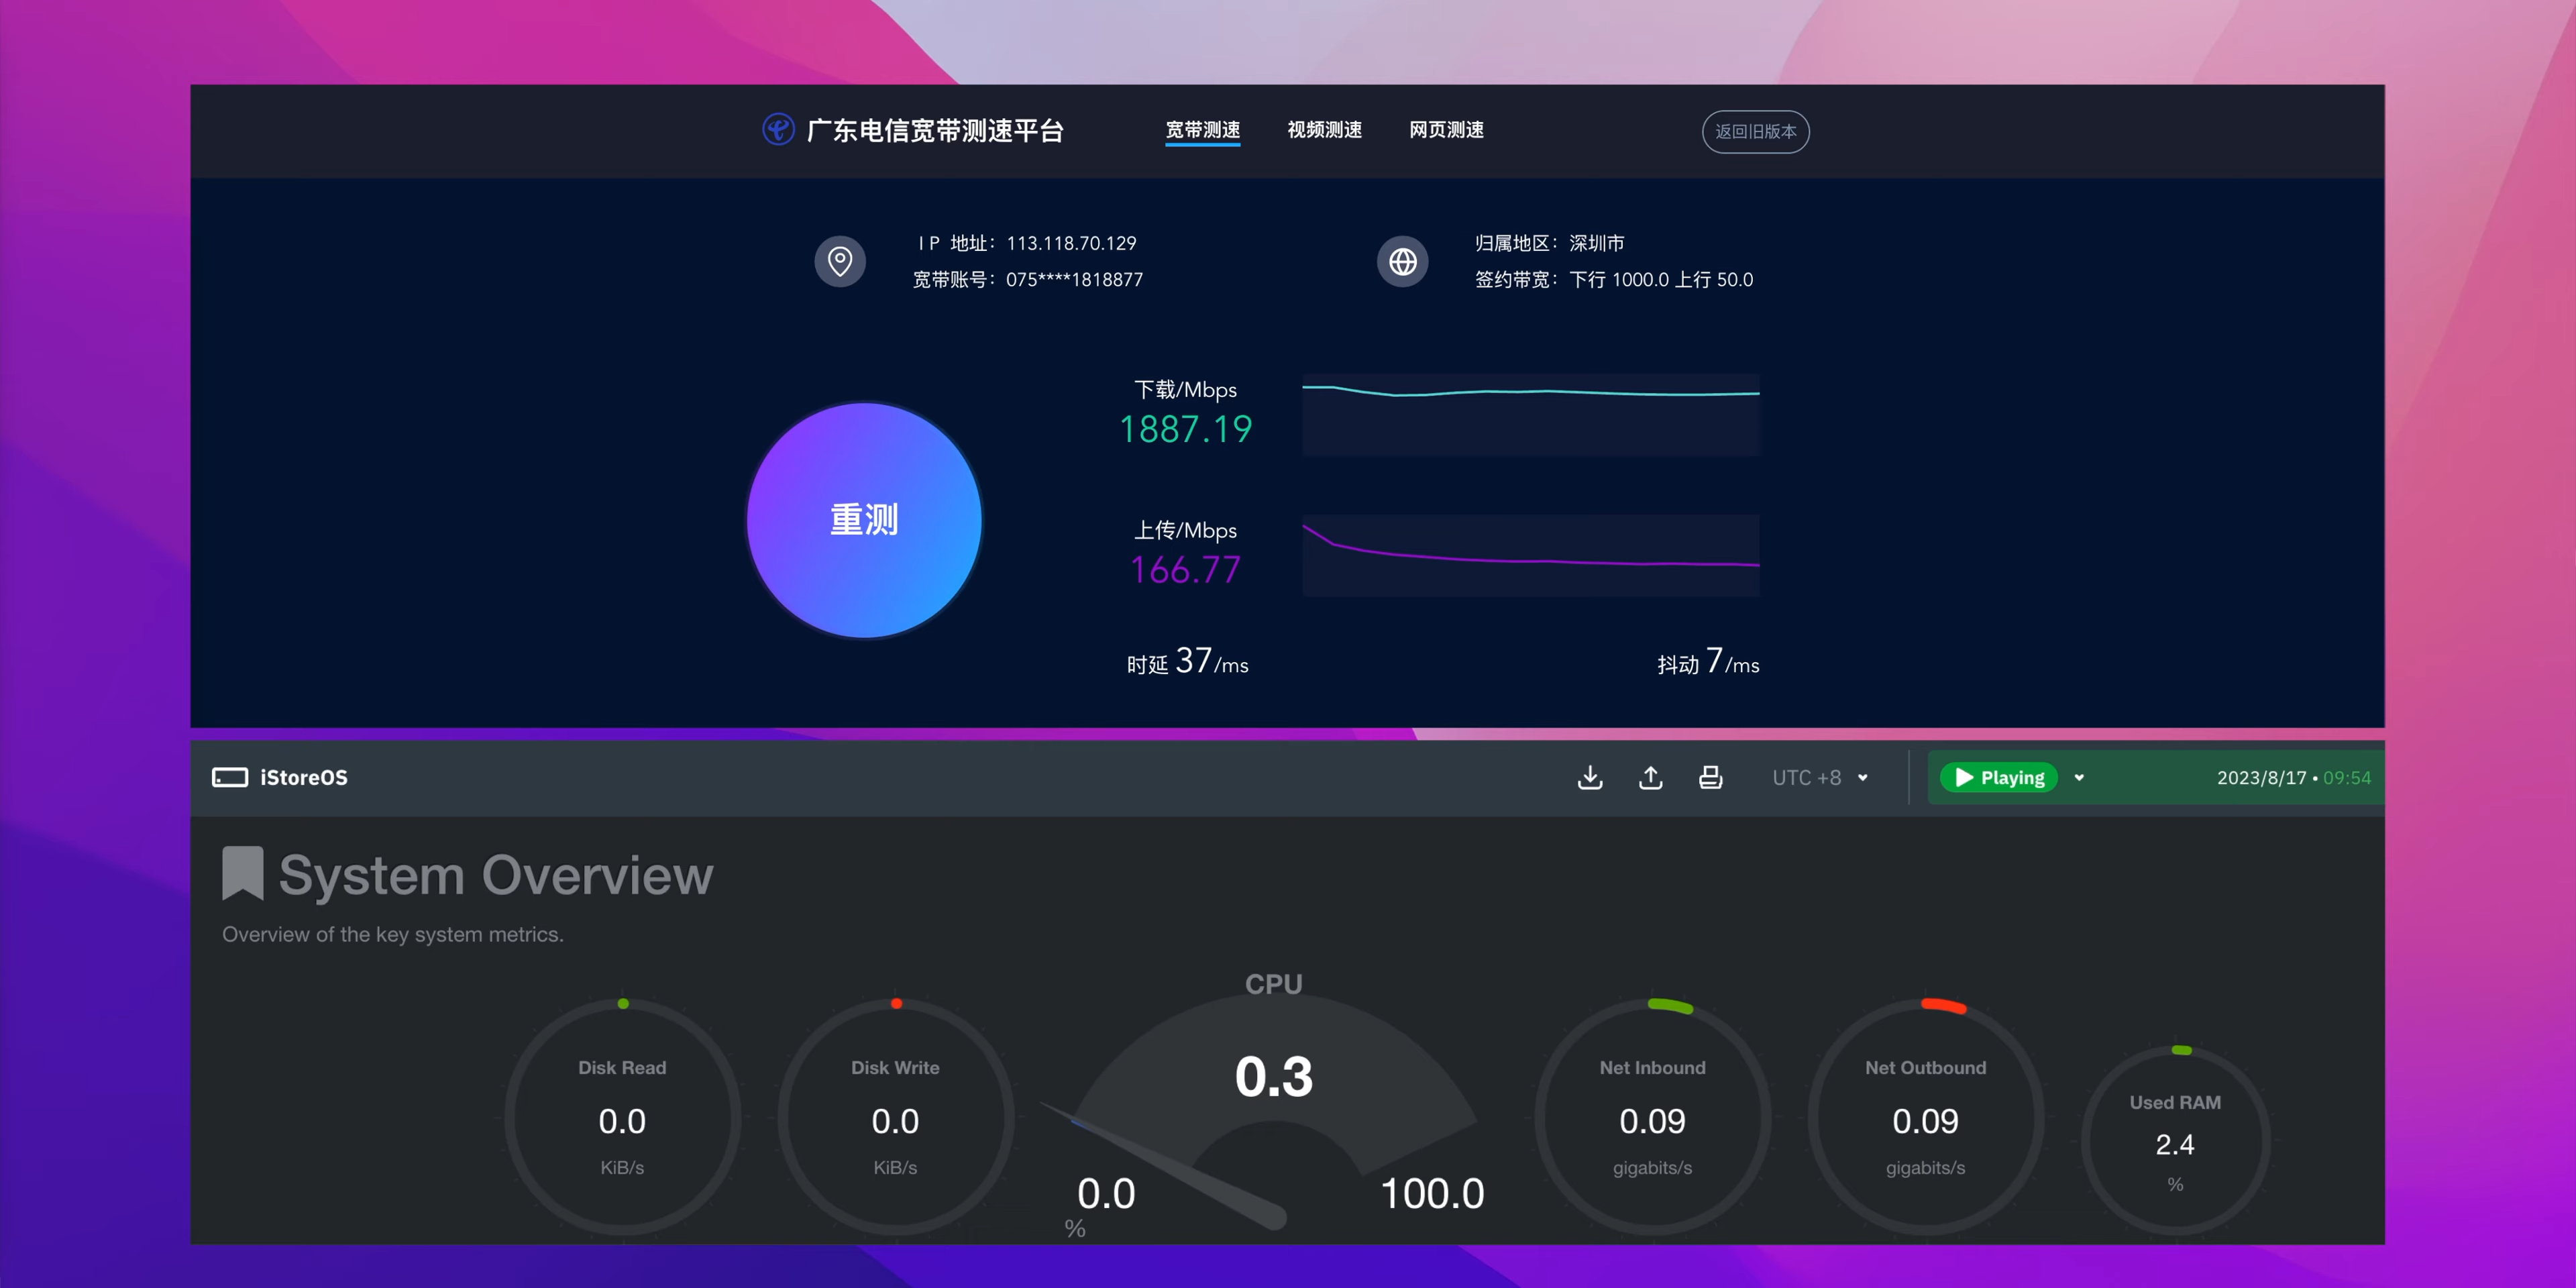 广东电信宽带测速平台
宽带测速 视频测速 网页测速
返回旧版本
IP 地址：113.118.70.129
宽带账号：075****1818877
归属地区：深圳市
签约带宽：下行 1000.0 上行 50.0
重测
下载/Mbps
1887.19
上传/Mbps
166.77
时延 37/ms
抖动 7/ms
iStoreOS
UTC +8
Playing
2023/8/17 • 09:54
System Overview
Overview of the key system metrics.
Disk Read
0.0
KiB/s
Disk Write
0.0
KiB/s
CPU
0.3
0.0
100.0
%
Net Inbound
0.09
gigabits/s
Net Outbound
0.09
gigabits/s
Used RAM
2.4
%